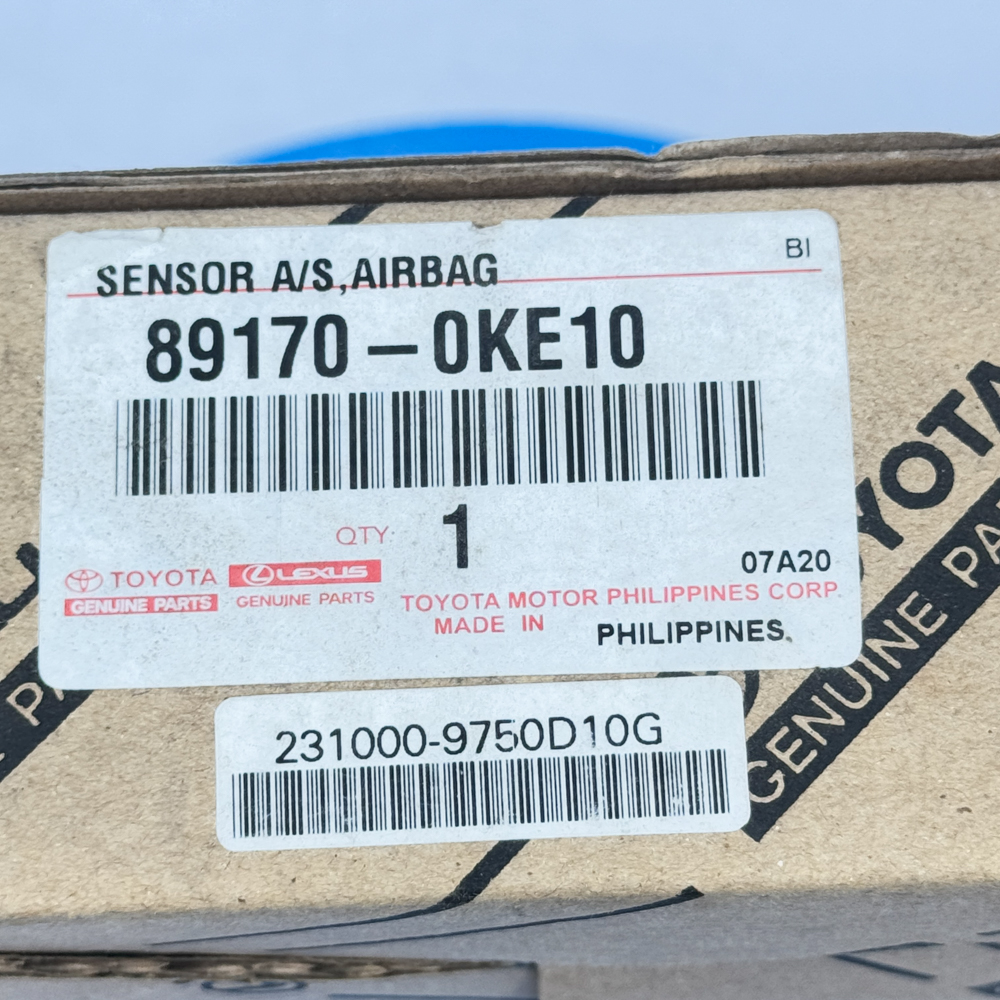 BI
SENSOR A/S,AIRBAG
89170-0KE10
QTY. 1
07A20
TOYOTA LEXUS
GENUINE PARTS GENUINE PARTS
TOYOTA MOTOR PHILIPPINES CORP.
MADE IN PHILIPPINES.
231000-9750D10G
TOYOTA
GENUINE PA